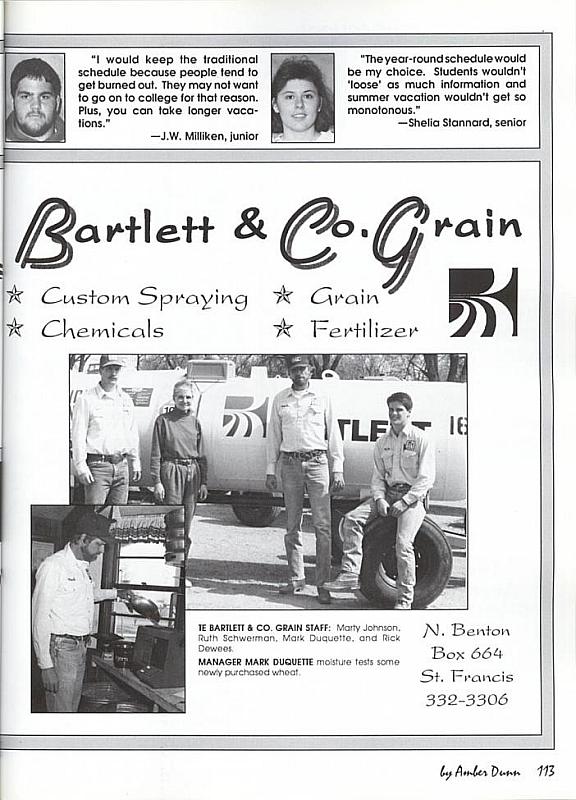 "I would keep the traditional
schedule because people tend to
get burned out. They may not want
to go on to college for that reason.
Plus, you can take longer vaca-
tions."
—J.W. Milliken, junior
"The year-round schedule would
be my choice. Students wouldn't
'loose' as much information and
summer vacation wouldn't get so
monotonous."
—Shelia Stannard, senior
Bartlett & Co. Grain
☆ Custom Spraying ☆ Grain
☆ Chemicals ☆ Fertilizer
TLETT 16
TE BARTLETT & CO. GRAIN STAFF: Marty Johnson,
Ruth Schwerman, Mark Duquette, and Rick
Dewees.
MANAGER MARK DUQUETTE moisture tests some
newly purchased wheat.
N. Benton
Box 664
St. Francis
332-3306
by Amber Dunn 113